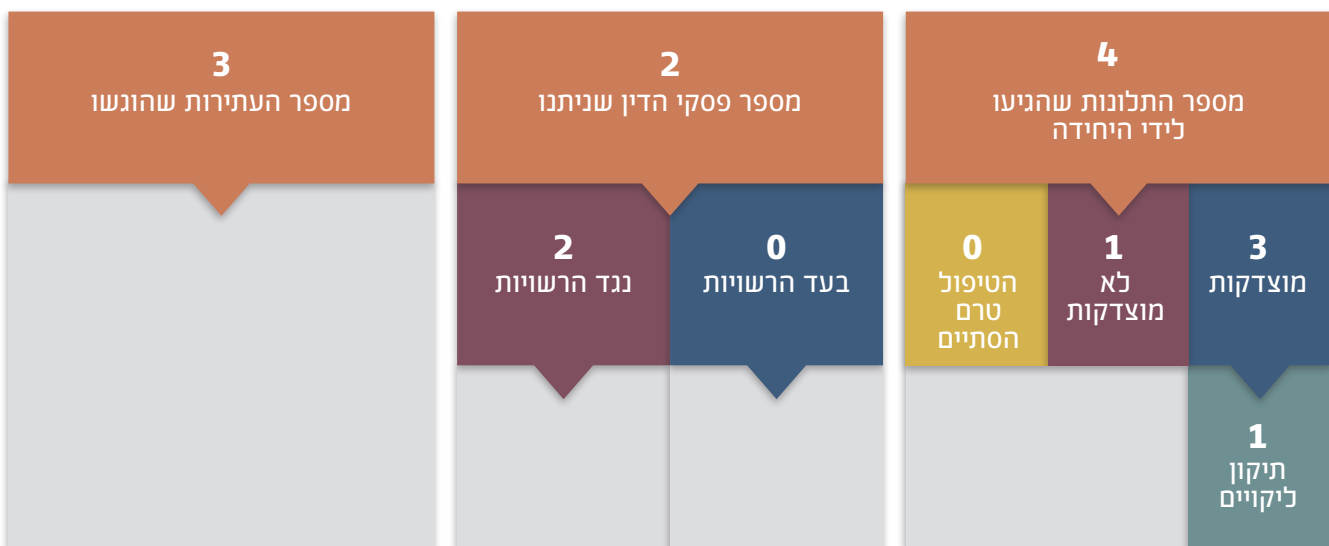 4
מספר התלונות שהגיעו
לידי היחידה
3
מוצדקות
1
לא
מוצדקות
0
הטיפול
טרם
הסתיים
1
תיקון
ליקויים
2
מספר פסקי הדין שניתנו
0
בעד הרשויות
2
נגד הרשויות
3
מספר העתירות שהוגשו